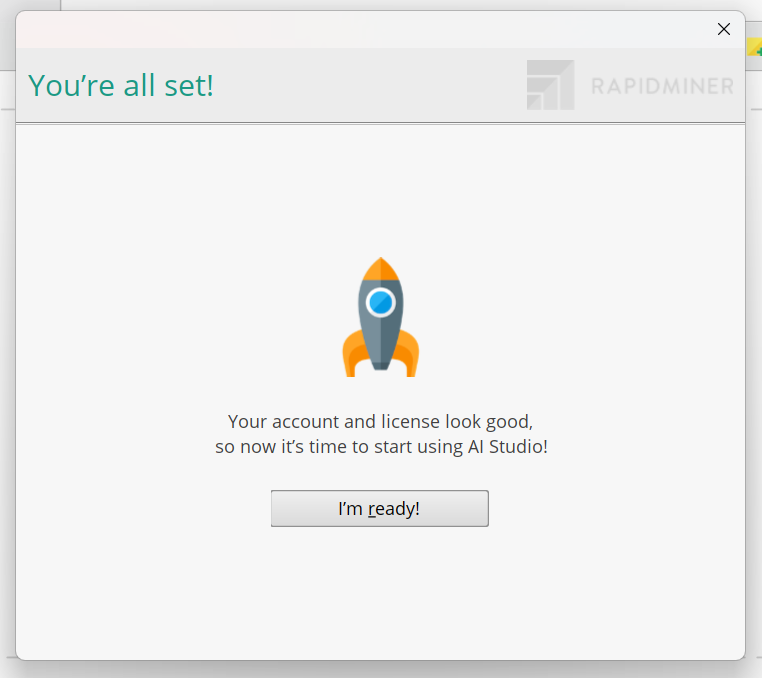 You’re all set!
RAPIDMINER
Your account and license look good,
so now it’s time to start using AI Studio!
I’m ready!